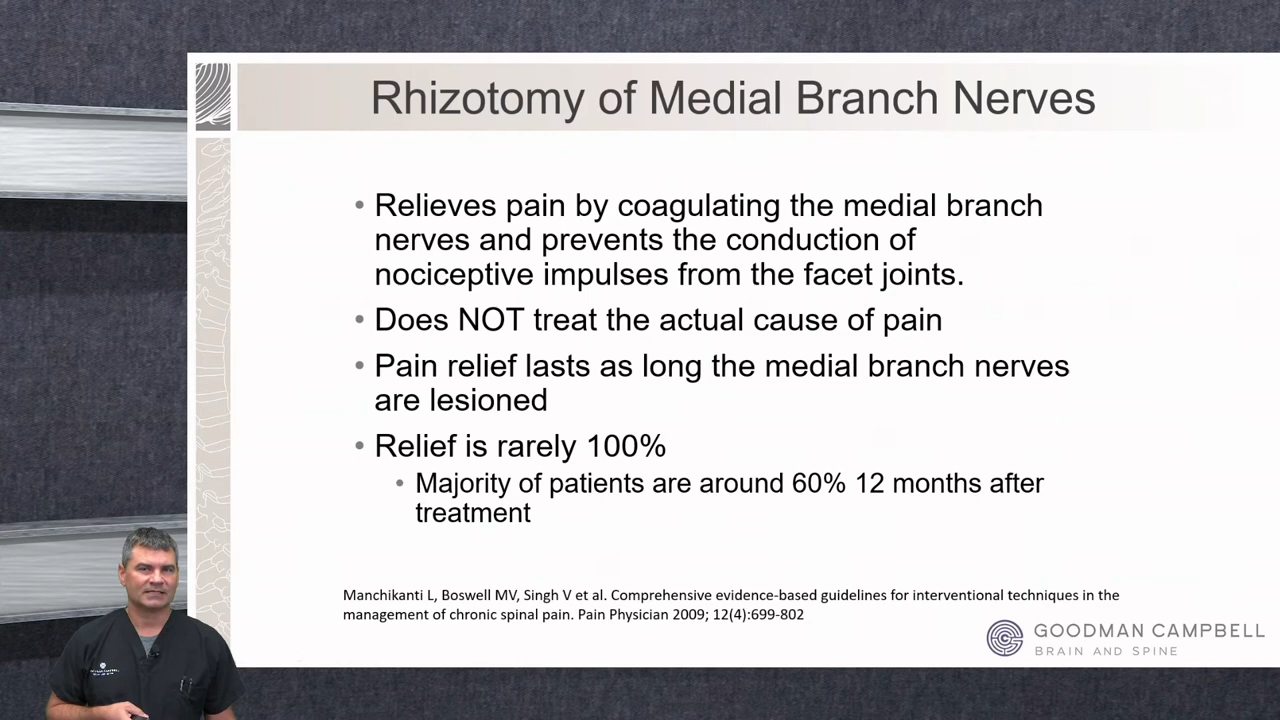 Rhizotomy of Medial Branch Nerves
• Relieves pain by coagulating the medial branch
nerves and prevents the conduction of
nociceptive impulses from the facet joints.
• Does NOT treat the actual cause of pain
• Pain relief lasts as long the medial branch nerves
are lesioned
• Relief is rarely 100%
• Majority of patients are around 60% 12 months after
treatment
Manchikanti L, Boswell MV, Singh V et al. Comprehensive evidence-based guidelines for interventional techniques in the
management of chronic spinal pain. Pain Physician 2009; 12(4):699-802
GOODMAN CAMPBELL
BRAIN AND SPINE